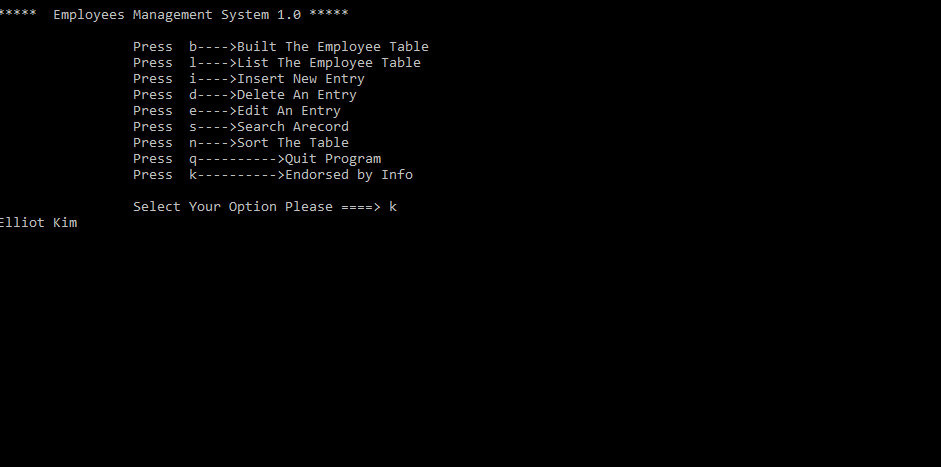 ***** Employees Management System 1.0 *****
Press b---->Built The Employee Table
Press l---->List The Employee Table
Press i---->Insert New Entry
Press d---->Delete An Entry
Press e---->Edit An Entry
Press s---->Search Arecord
Press n---->Sort The Table
Press q---------->Quit Program
Press k---------->Endorsed by Info
Select Your Option Please ====> k
Elliot Kim